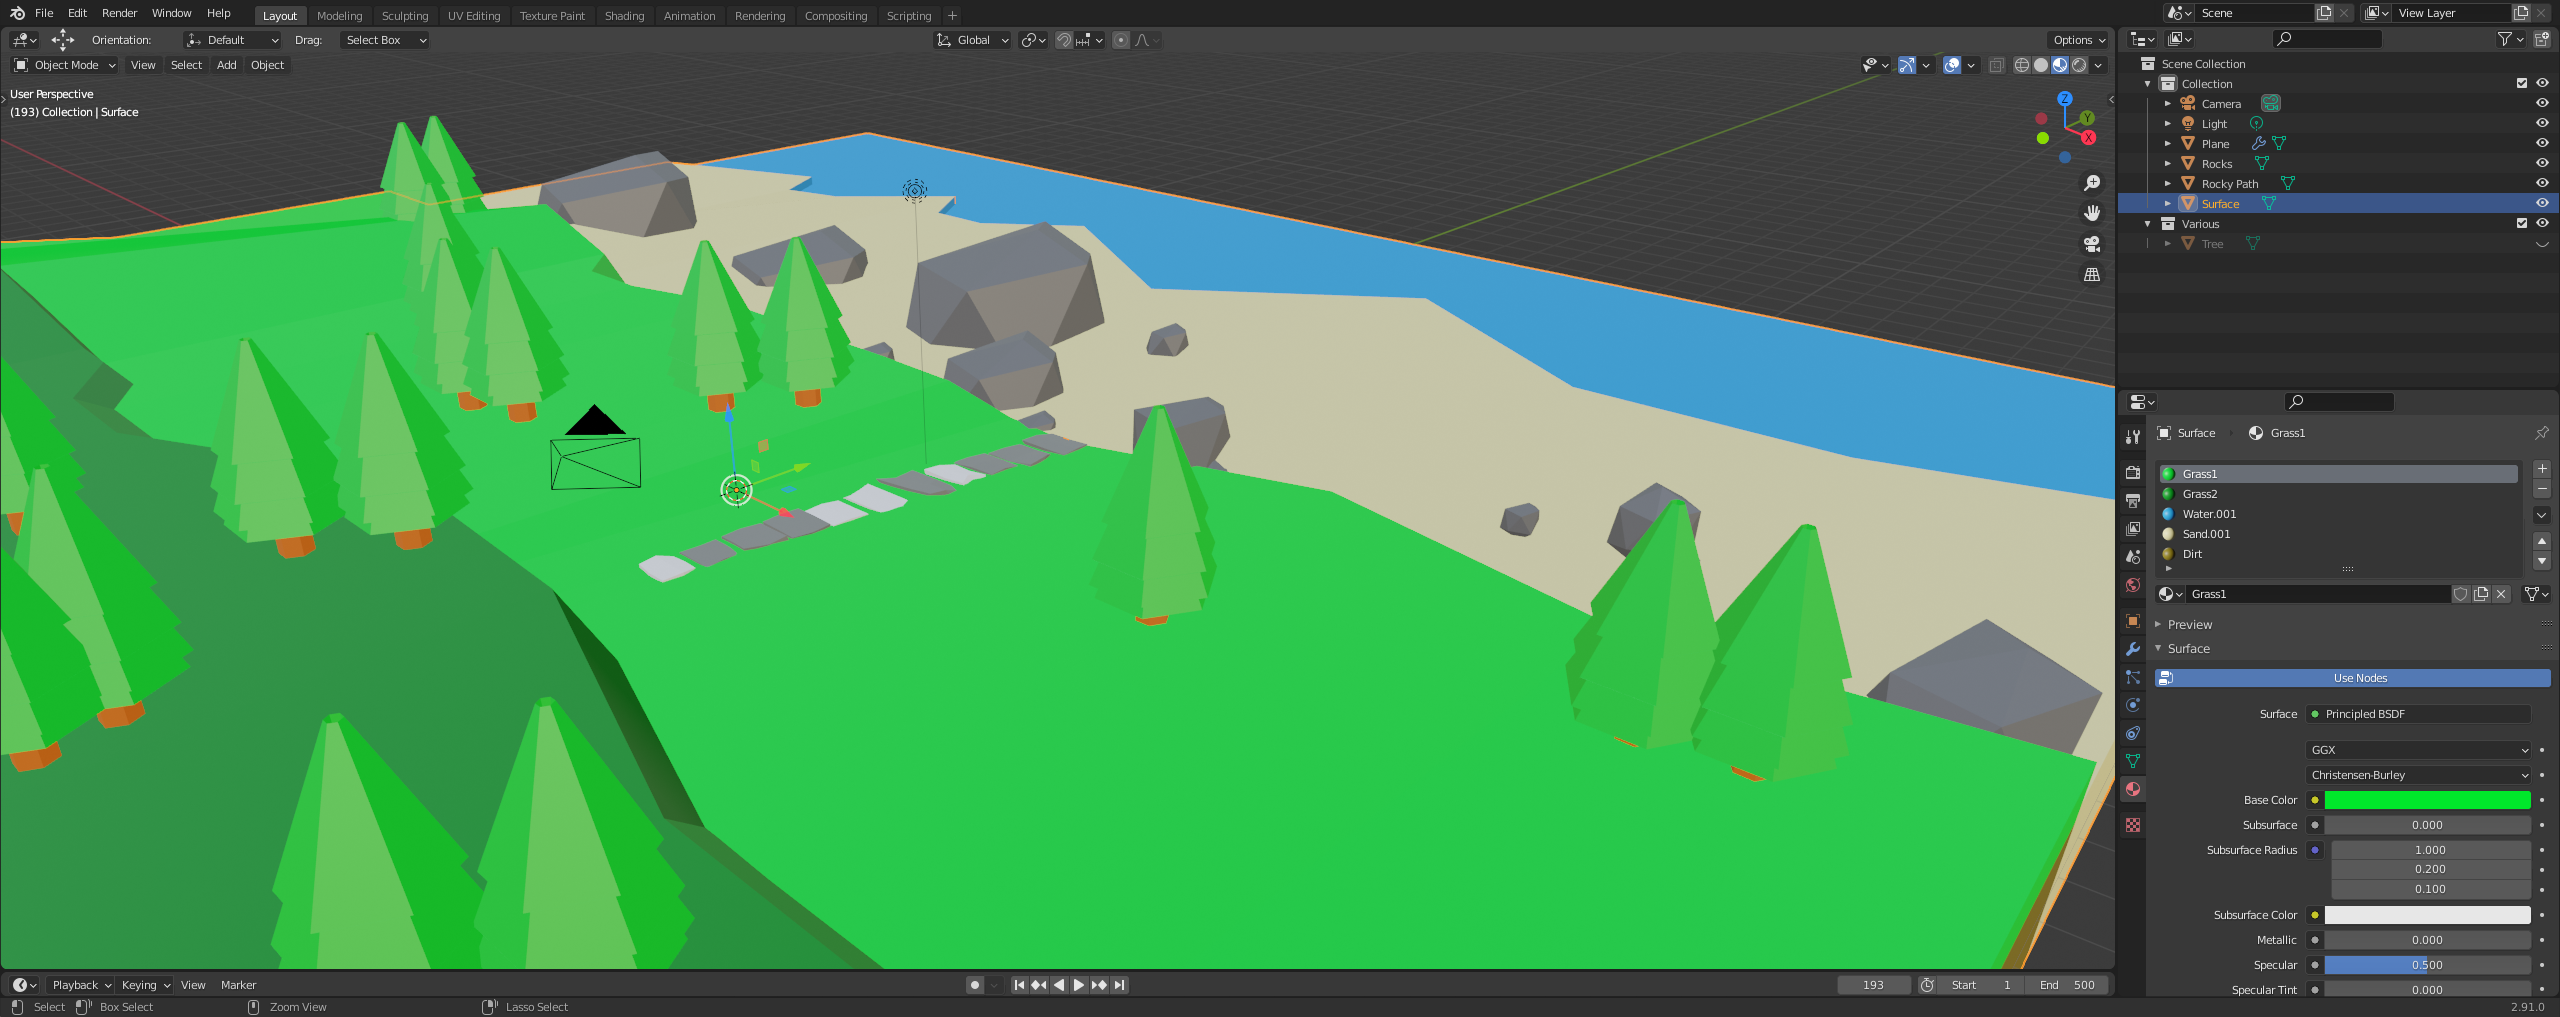 File Edit Render Window Help Layout Modeling Sculpting UV Editing Texture Paint Shading Animation Rendering Compositing Scripting + Scene View Layer
Orientation: Default Drag: Select Box Global Options
Object Mode View Select Add Object
User Perspective
(193) Collection | Surface
Z
Y
X
Scene Collection
Collection
Camera
Light
Plane
Rocks
Rocky Path
Surface
Various
Tree
Surface Grass1
Grass1
Grass2
Water.001
Sand.001
Dirt
Grass1
Preview
Surface
Use Nodes
Surface Principled BSDF
GGX
Christensen-Burley
Base Color
Subsurface 0.000
Subsurface Radius 1.000
0.200
0.100
Subsurface Color
Metallic 0.000
Specular 0.500
Specular Tint 0.000
Playback Keying View Marker 193 Start 1 End 500
Select Box Select Zoom View Lasso Select 2.91.0